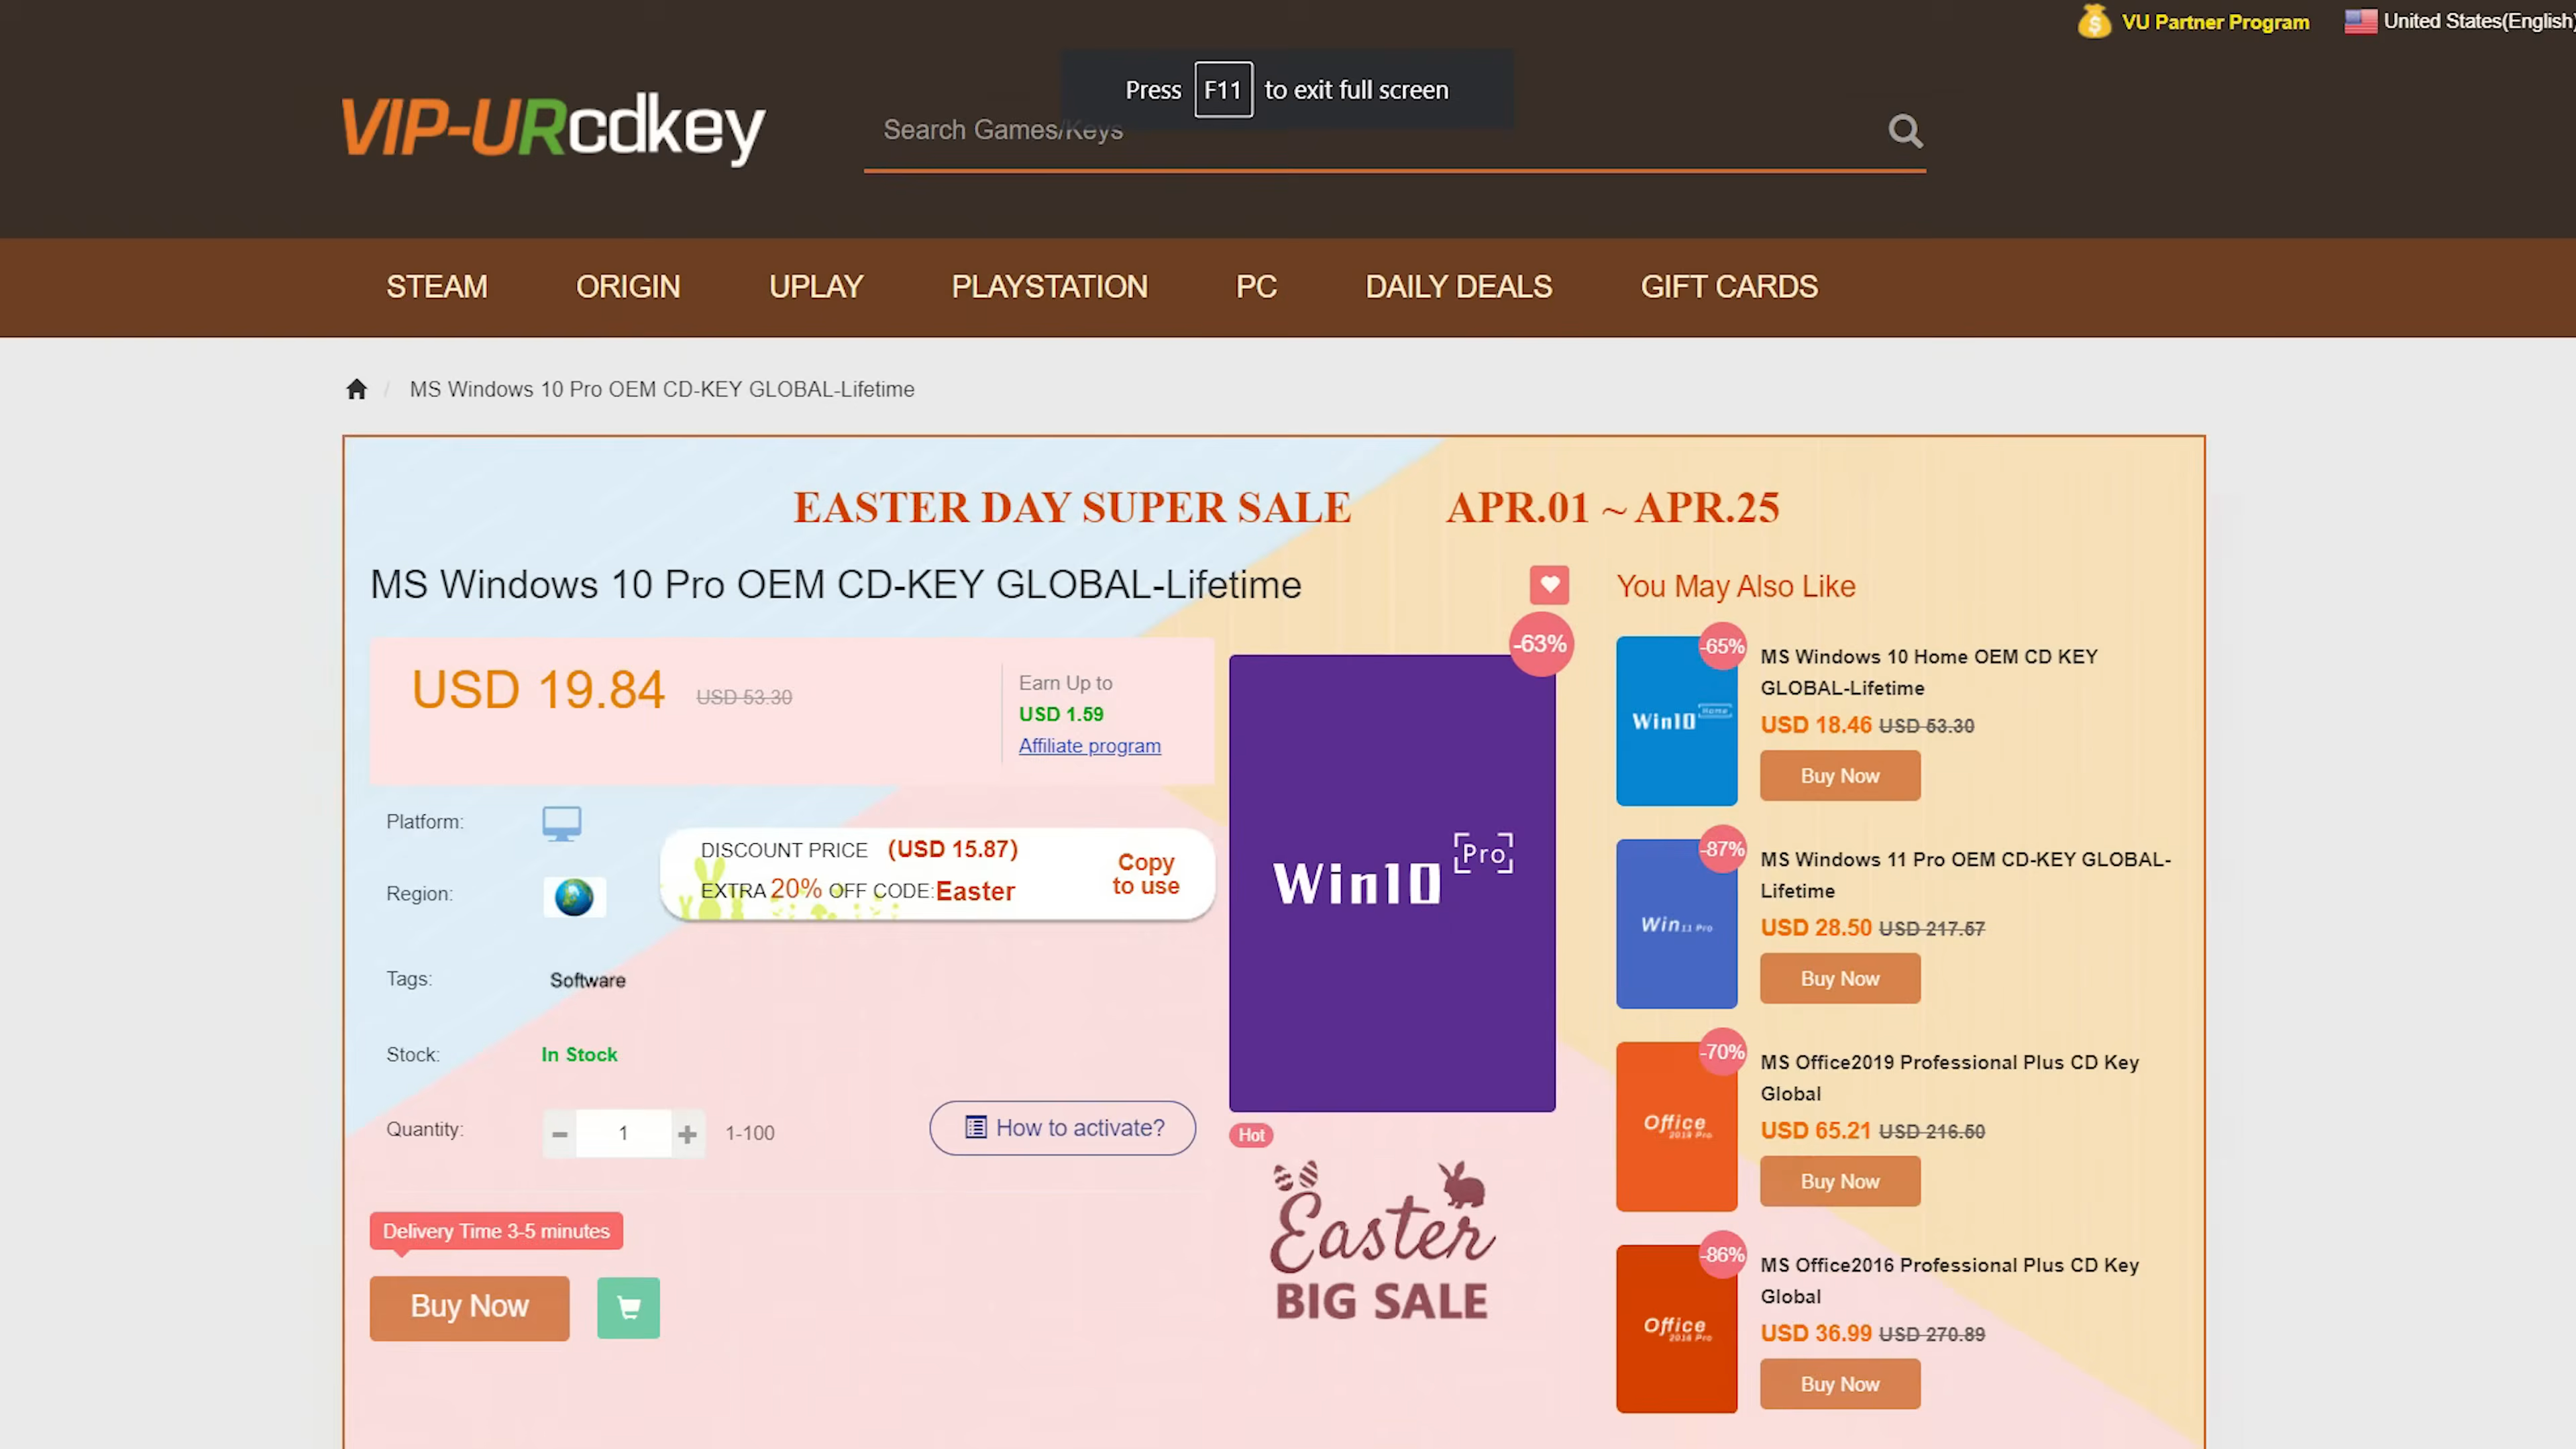 VU Partner Program
United States(English)
Press F11 to exit full screen
VIP-URcdkey
Search Games/Keys
STEAM
ORIGIN
UPLAY
PLAYSTATION
PC
DAILY DEALS
GIFT CARDS
/ MS Windows 10 Pro OEM CD-KEY GLOBAL-Lifetime
EASTER DAY SUPER SALE APR.01 ~ APR.25
MS Windows 10 Pro OEM CD-KEY GLOBAL-Lifetime
USD 19.84 USD 53.30
Earn Up to
USD 1.59
Affiliate program
Platform:
DISCOUNT PRICE (USD 15.87)
EXTRA 20% OFF CODE:Easter
Copy
to use
Region:
Tags: Software
Stock: In Stock
Quantity: − 1 + 1-100
How to activate?
Delivery Time 3-5 minutes
Buy Now
-63%
Win10 [Pro]
Hot
Easter
BIG SALE
You May Also Like
-65%
Win10 Home
MS Windows 10 Home OEM CD KEY
GLOBAL-Lifetime
USD 18.46 USD 53.30
Buy Now
-87%
Win 11 Pro
MS Windows 11 Pro OEM CD-KEY GLOBAL-
Lifetime
USD 28.50 USD 217.57
Buy Now
-70%
Office
2019 Pro
MS Office2019 Professional Plus CD Key
Global
USD 65.21 USD 216.50
Buy Now
-86%
Office
2016 Pro
MS Office2016 Professional Plus CD Key
Global
USD 36.99 USD 270.89
Buy Now